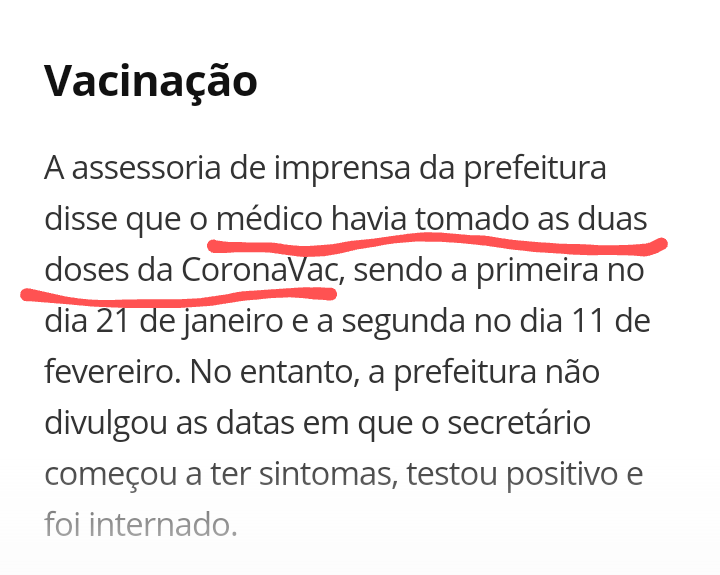 Vacinação
A assessoria de imprensa da prefeitura
disse que o médico havia tomado as duas
doses da CoronaVac, sendo a primeira no
dia 21 de janeiro e a segunda no dia 11 de
fevereiro. No entanto, a prefeitura não
divulgou as datas em que o secretário
começou a ter sintomas, testou positivo e
foi internado.